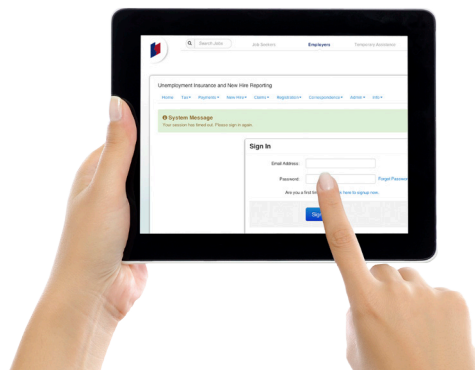 Search Jobs
Job Seekers
Employers
Temporary Assistance
Unemployment Insurance and New Hire Reporting
Home Tax Payments New Hire Claims Registration Correspondence Admin Info
System Message
Your session has timed out. Please sign in again.
Sign In
Email Address:
Password:
Forgot Password
Are you a first here to signup now.
Sig